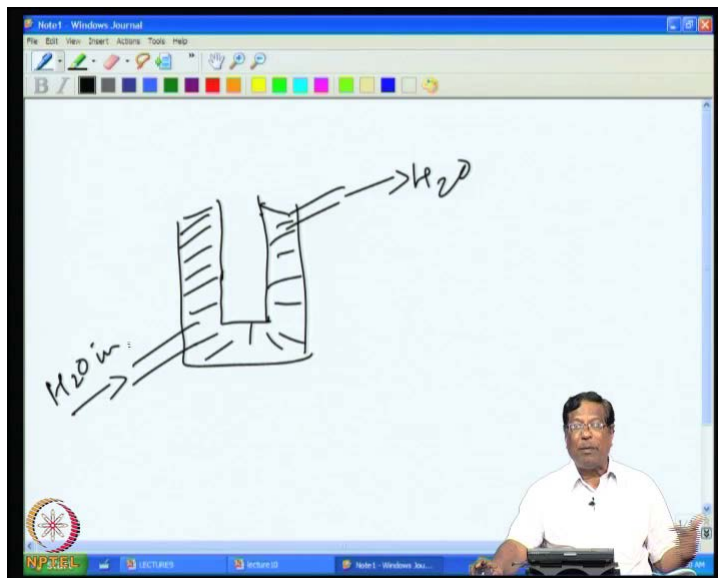 Note1 - Windows Journal
File Edit View Insert Actions Tools Help
B I
H2O
H2O in
NPTEL
LECTURE9
lecture10
Note1 - Windows Jou...